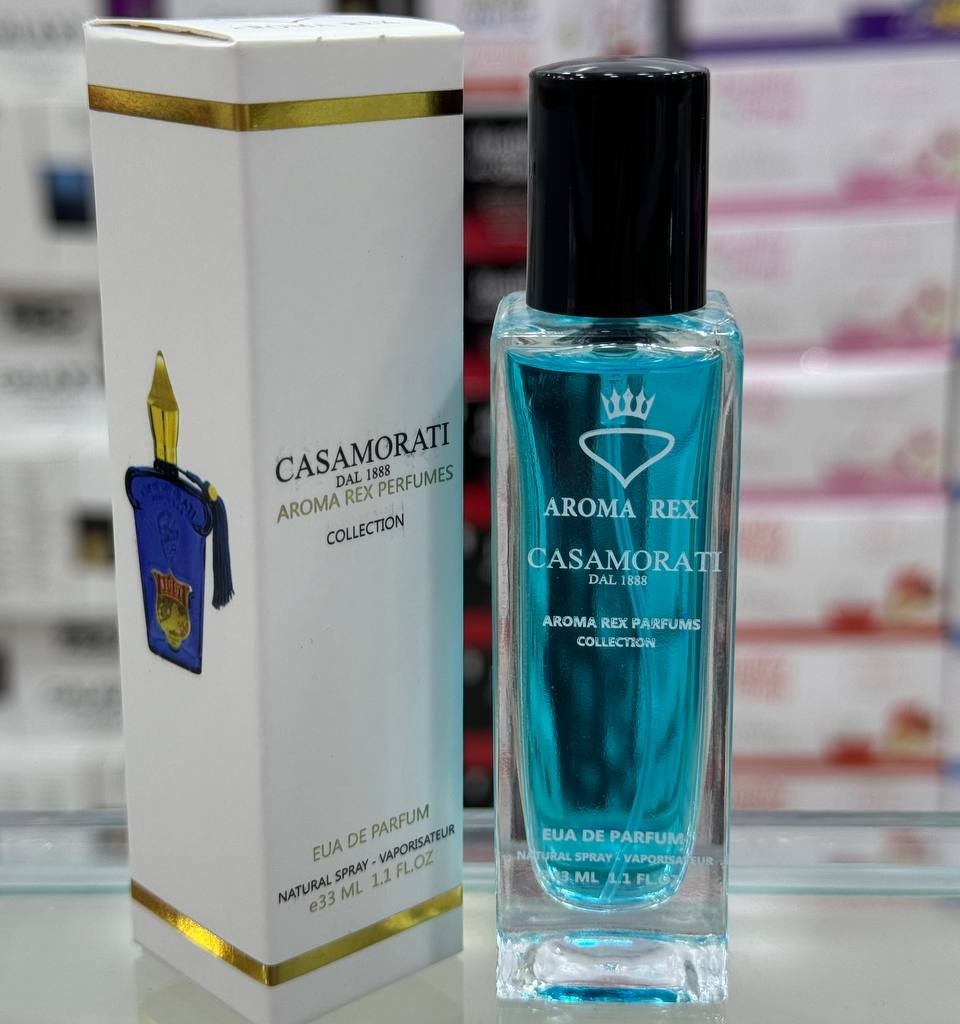 CASAMORATI
DAL 1888
AROMA REX PERFUMES
COLLECTION
EUA DE PARFUM
NATURAL SPRAY - VAPORISATEUR
e33 ML 1.1 FL.OZ
AROMA REX
CASAMORATI
DAL 1888
AROMA REX PARFUMS
COLLECTION
EUA DE PARFUM
NATURAL SPRAY - VAPORISATEUR
ML 1.1 FL.